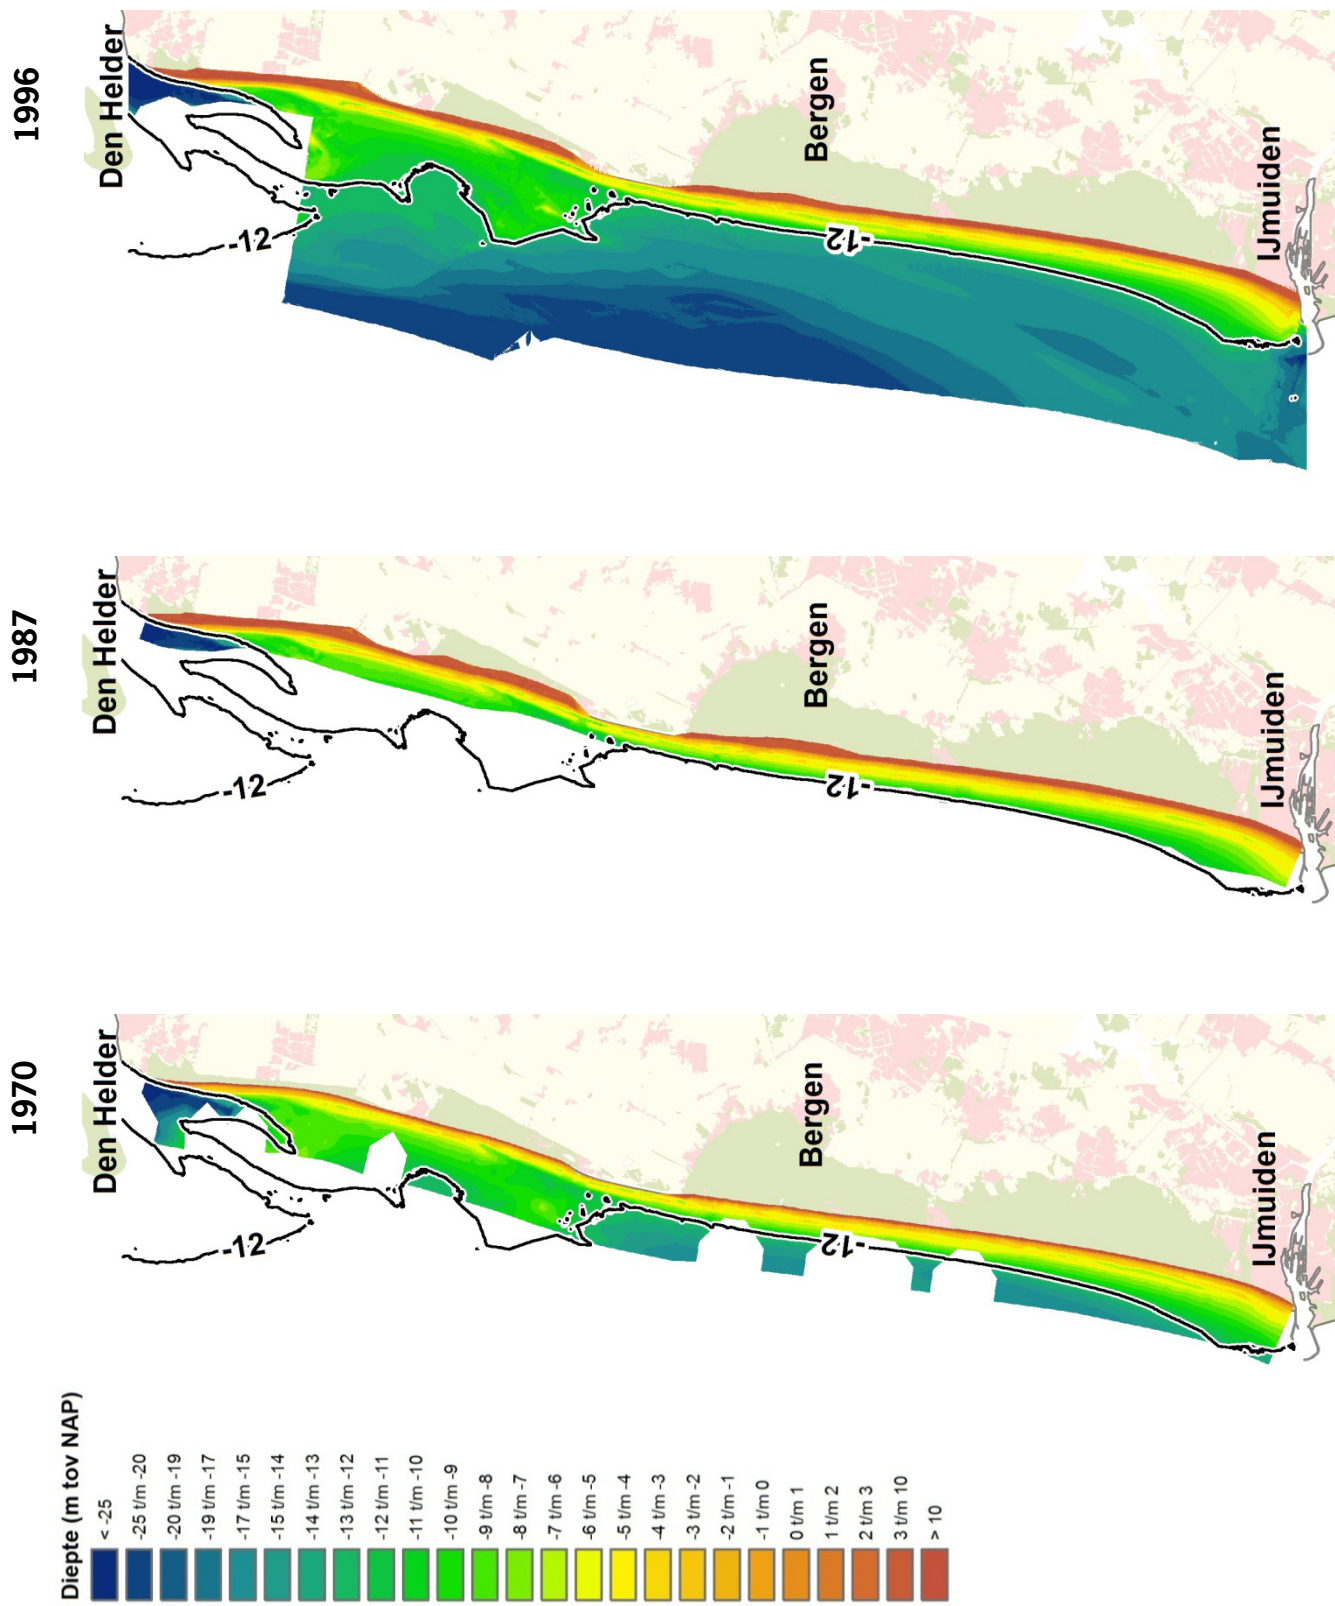 1970
Den Helder
-12
-12
Bergen
IJmuiden
1987
Den Helder
-12
-12
Bergen
IJmuiden
1996
Den Helder
-12
-12
Bergen
IJmuiden
Diepte (m tov NAP)
< -25
-25 t/m -20
-20 t/m -19
-19 t/m -17
-17 t/m -15
-15 t/m -14
-14 t/m -13
-13 t/m -12
-12 t/m -11
-11 t/m -10
-10 t/m -9
-9 t/m -8
-8 t/m -7
-7 t/m -6
-6 t/m -5
-5 t/m -4
-4 t/m -3
-3 t/m -2
-2 t/m -1
-1 t/m 0
0 t/m 1
1 t/m 2
2 t/m 3
3 t/m 10
> 10